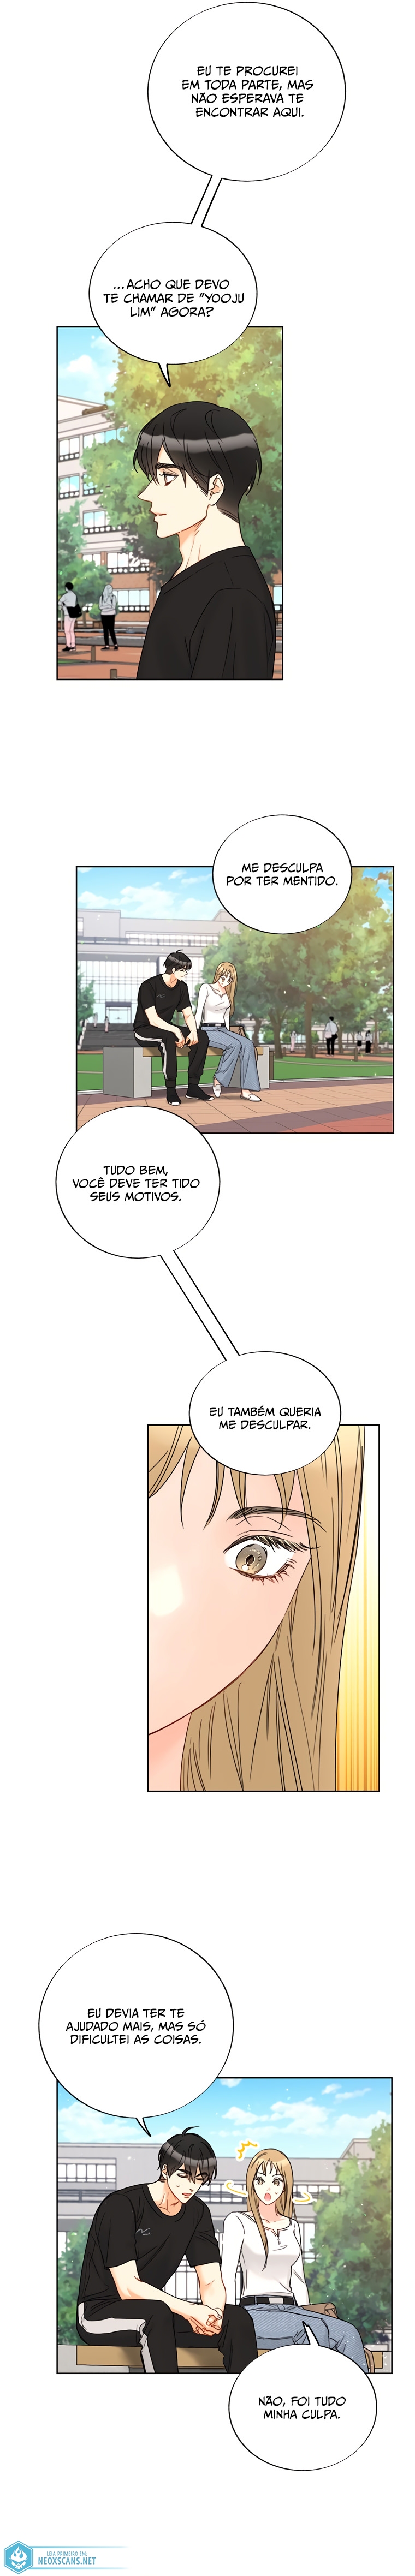 EU TE PROCUREI
EM TODA PARTE, MAS
NÃO ESPERAVA TE
ENCONTRAR AQUI.
...ACHO QUE DEVO
TE CHAMAR DE "YOOJU
LIM" AGORA?
ME DESCULPA
POR TER MENTIDO.
TUDO BEM,
VOCÊ DEVE TER TIDO
SEUS MOTIVOS.
EU TAMBÉM QUERIA
ME DESCULPAR.
EU DEVIA TER TE
AJUDADO MAIS, MAS SÓ
DIFICULTEI AS COISAS.
NÃO, FOI TUDO
MINHA CULPA.
LEIA PRIMEIRO EM
NEOXSCANS.NET